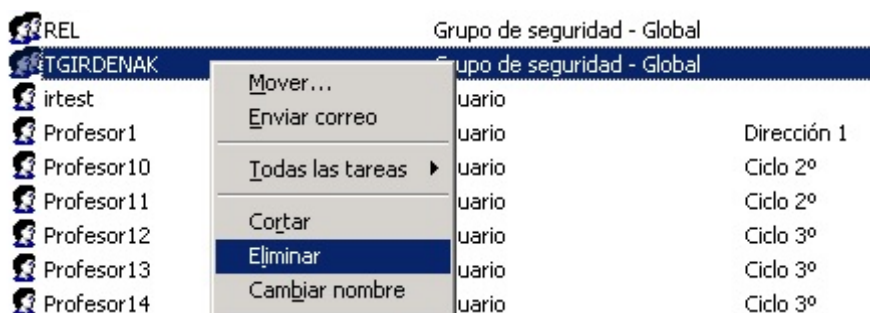 REL Grupo de seguridad - Global
TGIRDENAK Grupo de seguridad - Global
irtest uario
Profesor1 uario Dirección 1
Profesor10 uario Ciclo 2º
Profesor11 uario Ciclo 2º
Profesor12 uario Ciclo 3º
Profesor13 uario Ciclo 3º
Profesor14 uario Ciclo 3º
Mover...
Enviar correo
Todas las tareas
Cortar
Eliminar
Cambiar nombre